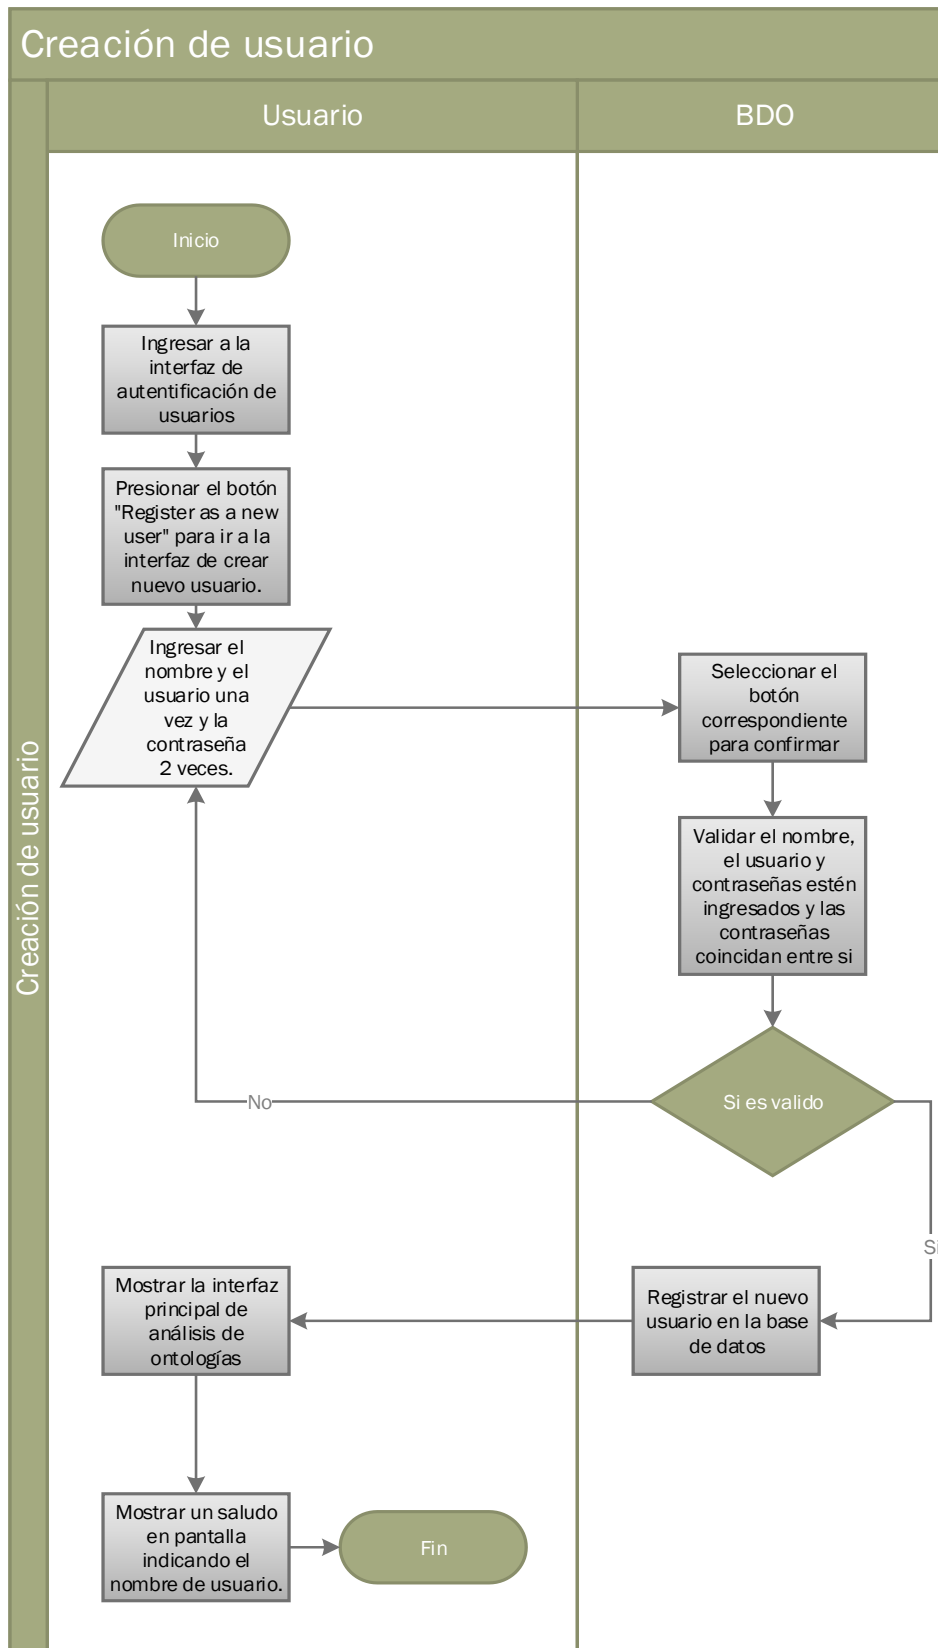 Creación de usuario
Usuario
BDO
Creación de usuario
Inicio
Ingresar a la
interfaz de
autentificación de
usuarios
Presionar el botón
"Register as a new
user" para ir a la
interfaz de crear
nuevo usuario.
Ingresar el
nombre y el
usuario una
vez y la
contraseña
2 veces.
Seleccionar el
botón
correspondiente
para confirmar
Validar el nombre,
el usuario y
contraseñas estén
ingresados y las
contraseñas
coincidan entre si
Si es valido
No
Si
Registrar el nuevo
usuario en la base
de datos
Mostrar la interfaz
principal de
análisis de
ontologías
Mostrar un saludo
en pantalla
indicando el
nombre de usuario.
Fin